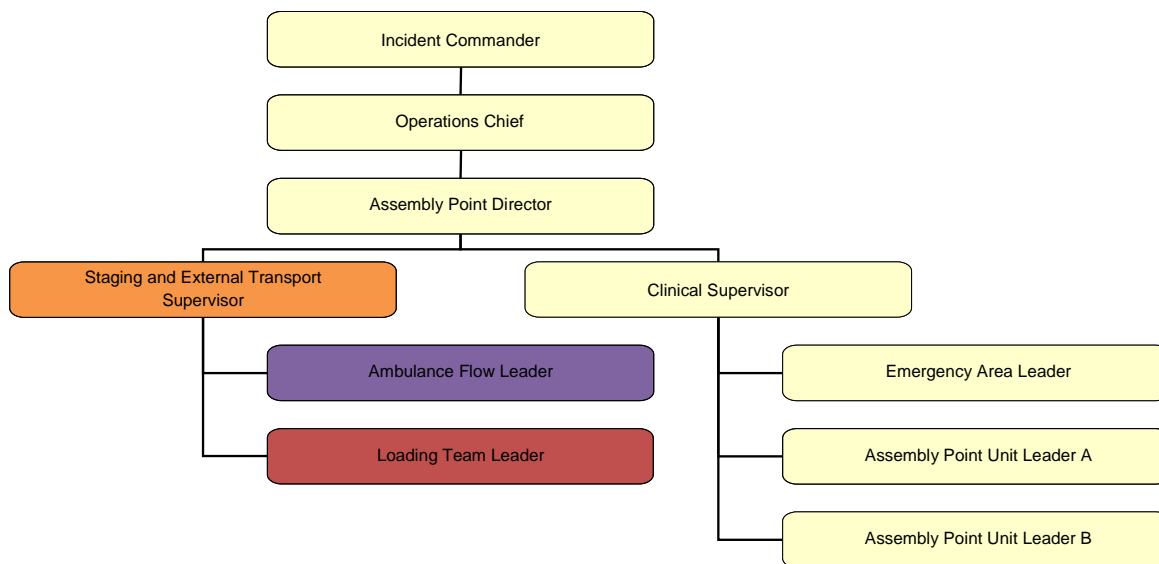 Incident Commander
Operations Chief
Assembly Point Director
Staging and External Transport
Supervisor
Clinical Supervisor
Ambulance Flow Leader
Emergency Area Leader
Loading Team Leader
Assembly Point Unit Leader A
Assembly Point Unit Leader B